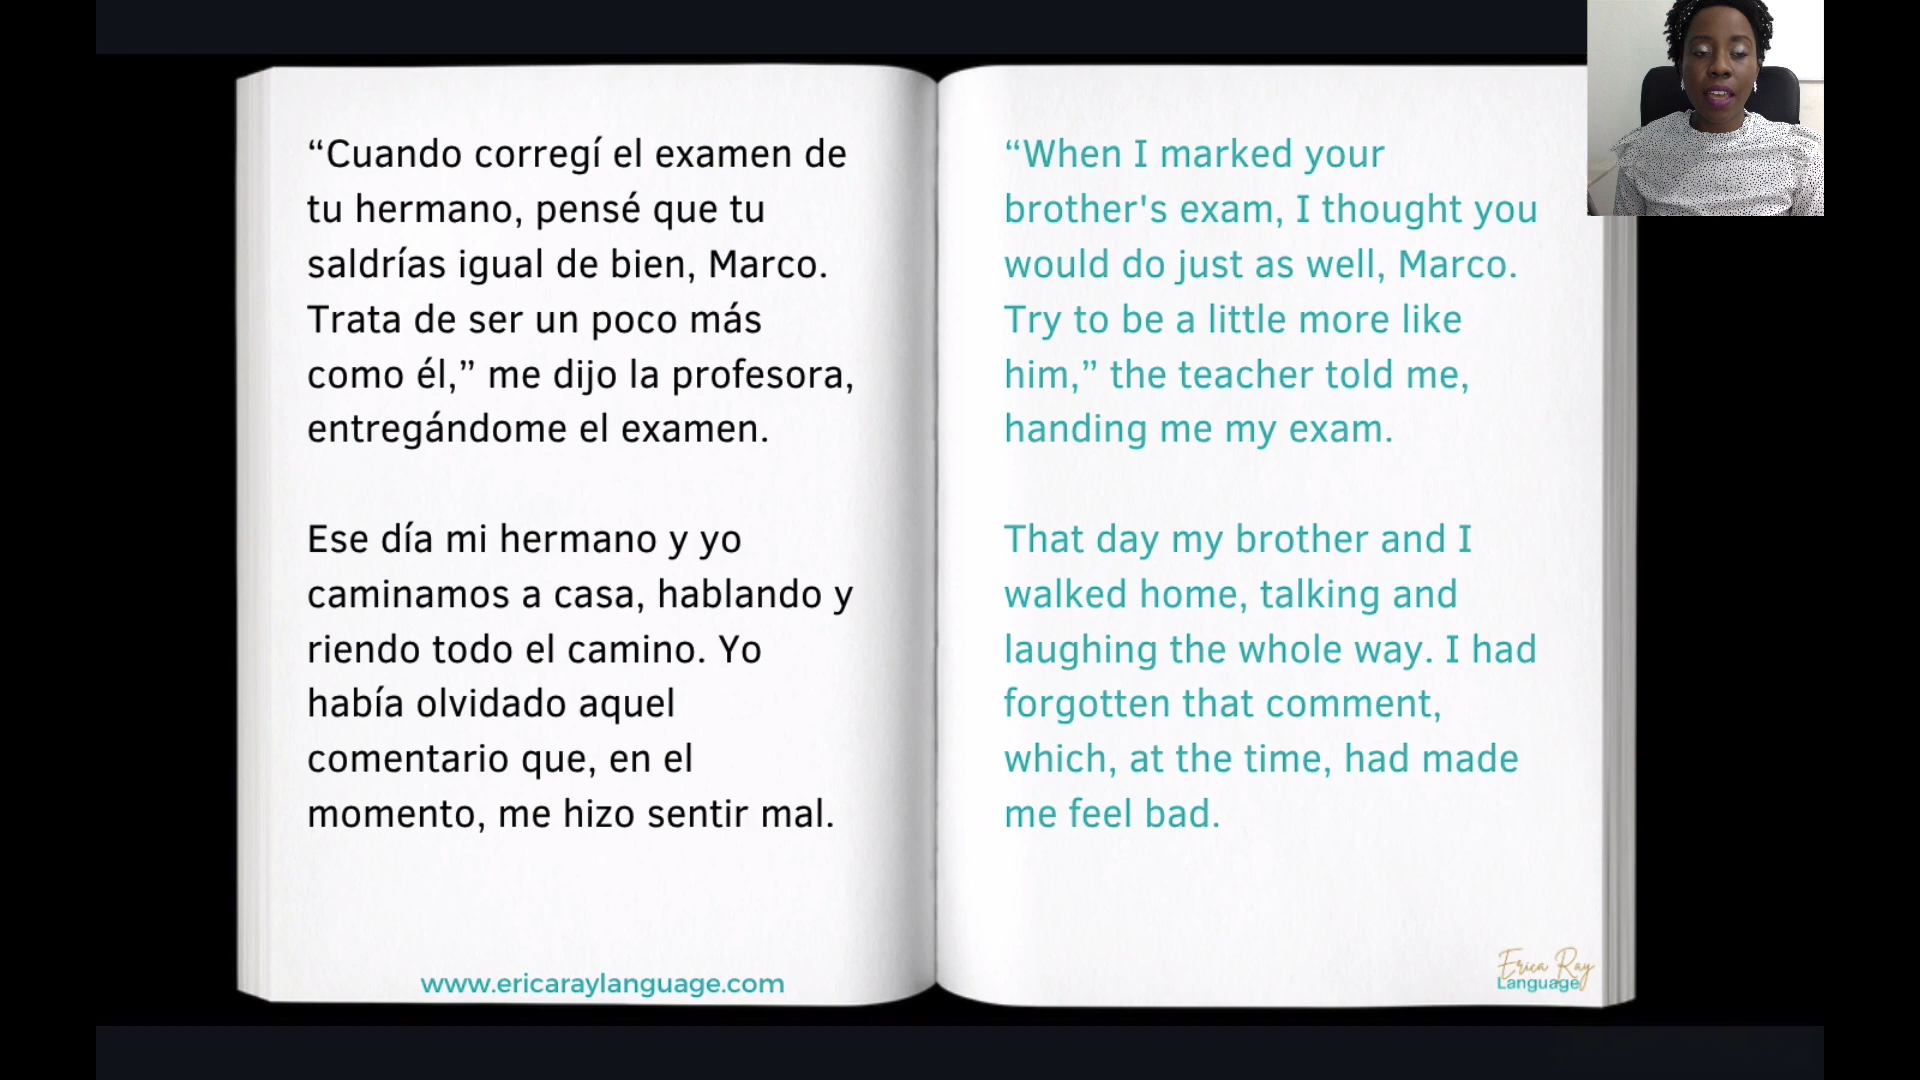 “Cuando corregí el examen de
tu hermano, pensé que tu
saldrías igual de bien, Marco.
Trata de ser un poco más
como él,” me dijo la profesora,
entregándome el examen.
Ese día mi hermano y yo
caminamos a casa, hablando y
riendo todo el camino. Yo
había olvidado aquel
comentario que, en el
momento, me hizo sentir mal.
www.ericaraylanguage.com
“When I marked your
brother's exam, I thought you
would do just as well, Marco.
Try to be a little more like
him,” the teacher told me,
handing me my exam.
That day my brother and I
walked home, talking and
laughing the whole way. I had
forgotten that comment,
which, at the time, had made
me feel bad.
Erica Ray
Language